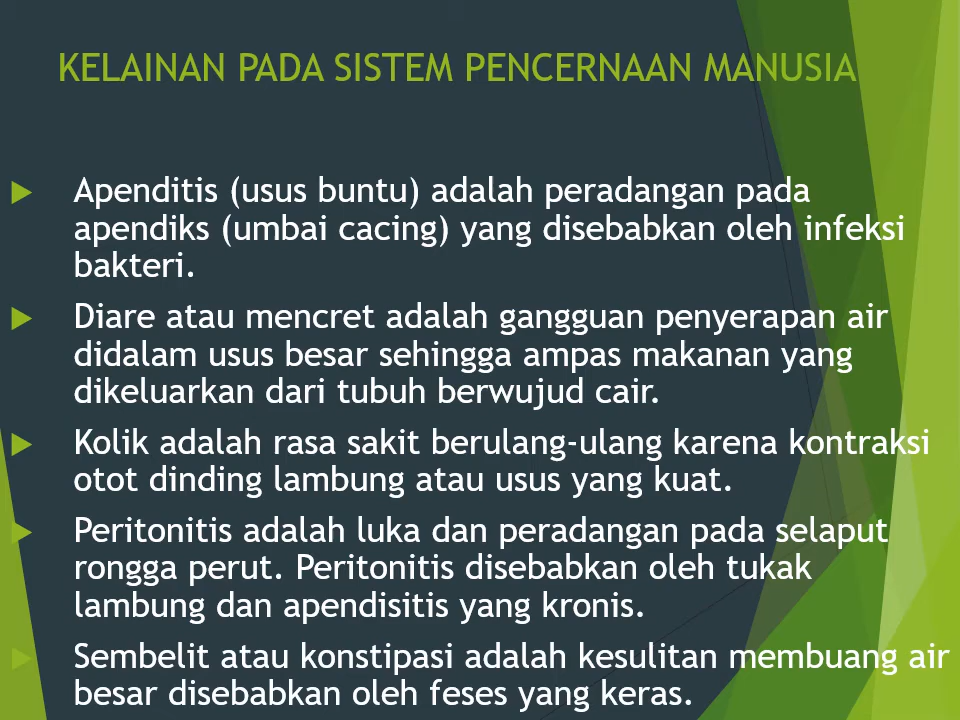 KELAINAN PADA SISTEM PENCERNAAN MANUSIA
Apenditis (usus buntu) adalah peradangan pada
apendiks (umbai cacing) yang disebabkan oleh infeksi
bakteri.
Diare atau mencret adalah gangguan penyerapan air
didalam usus besar sehingga ampas makanan yang
dikeluarkan dari tubuh berwujud cair.
Kolik adalah rasa sakit berulang-ulang karena kontraksi
otot dinding lambung atau usus yang kuat.
Peritonitis adalah luka dan peradangan pada selaput
rongga perut. Peritonitis disebabkan oleh tukak
lambung dan apendisitis yang kronis.
Sembelit atau konstipasi adalah kesulitan membuang air
besar disebabkan oleh feses yang keras.